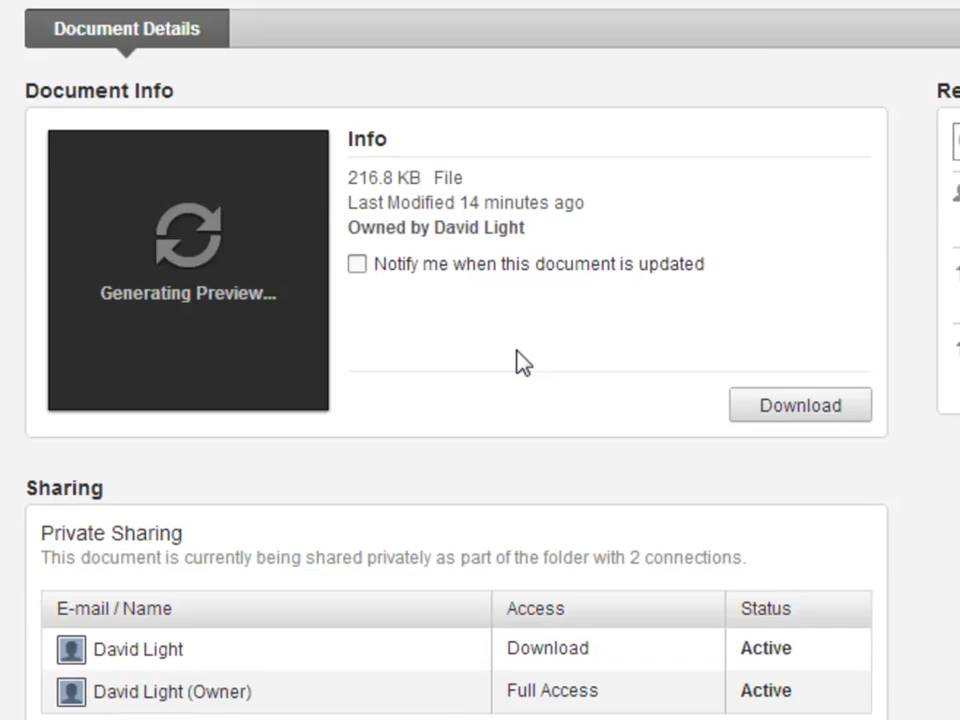 Document Details
Document Info
Re
Info
216.8 KB File
Last Modified 14 minutes ago
Owned by David Light
Notify me when this document is updated
Generating Preview...
Download
Sharing
Private Sharing
This document is currently being shared privately as part of the folder with 2 connections.
E-mail / Name Access Status
David Light Download Active
David Light (Owner) Full Access Active